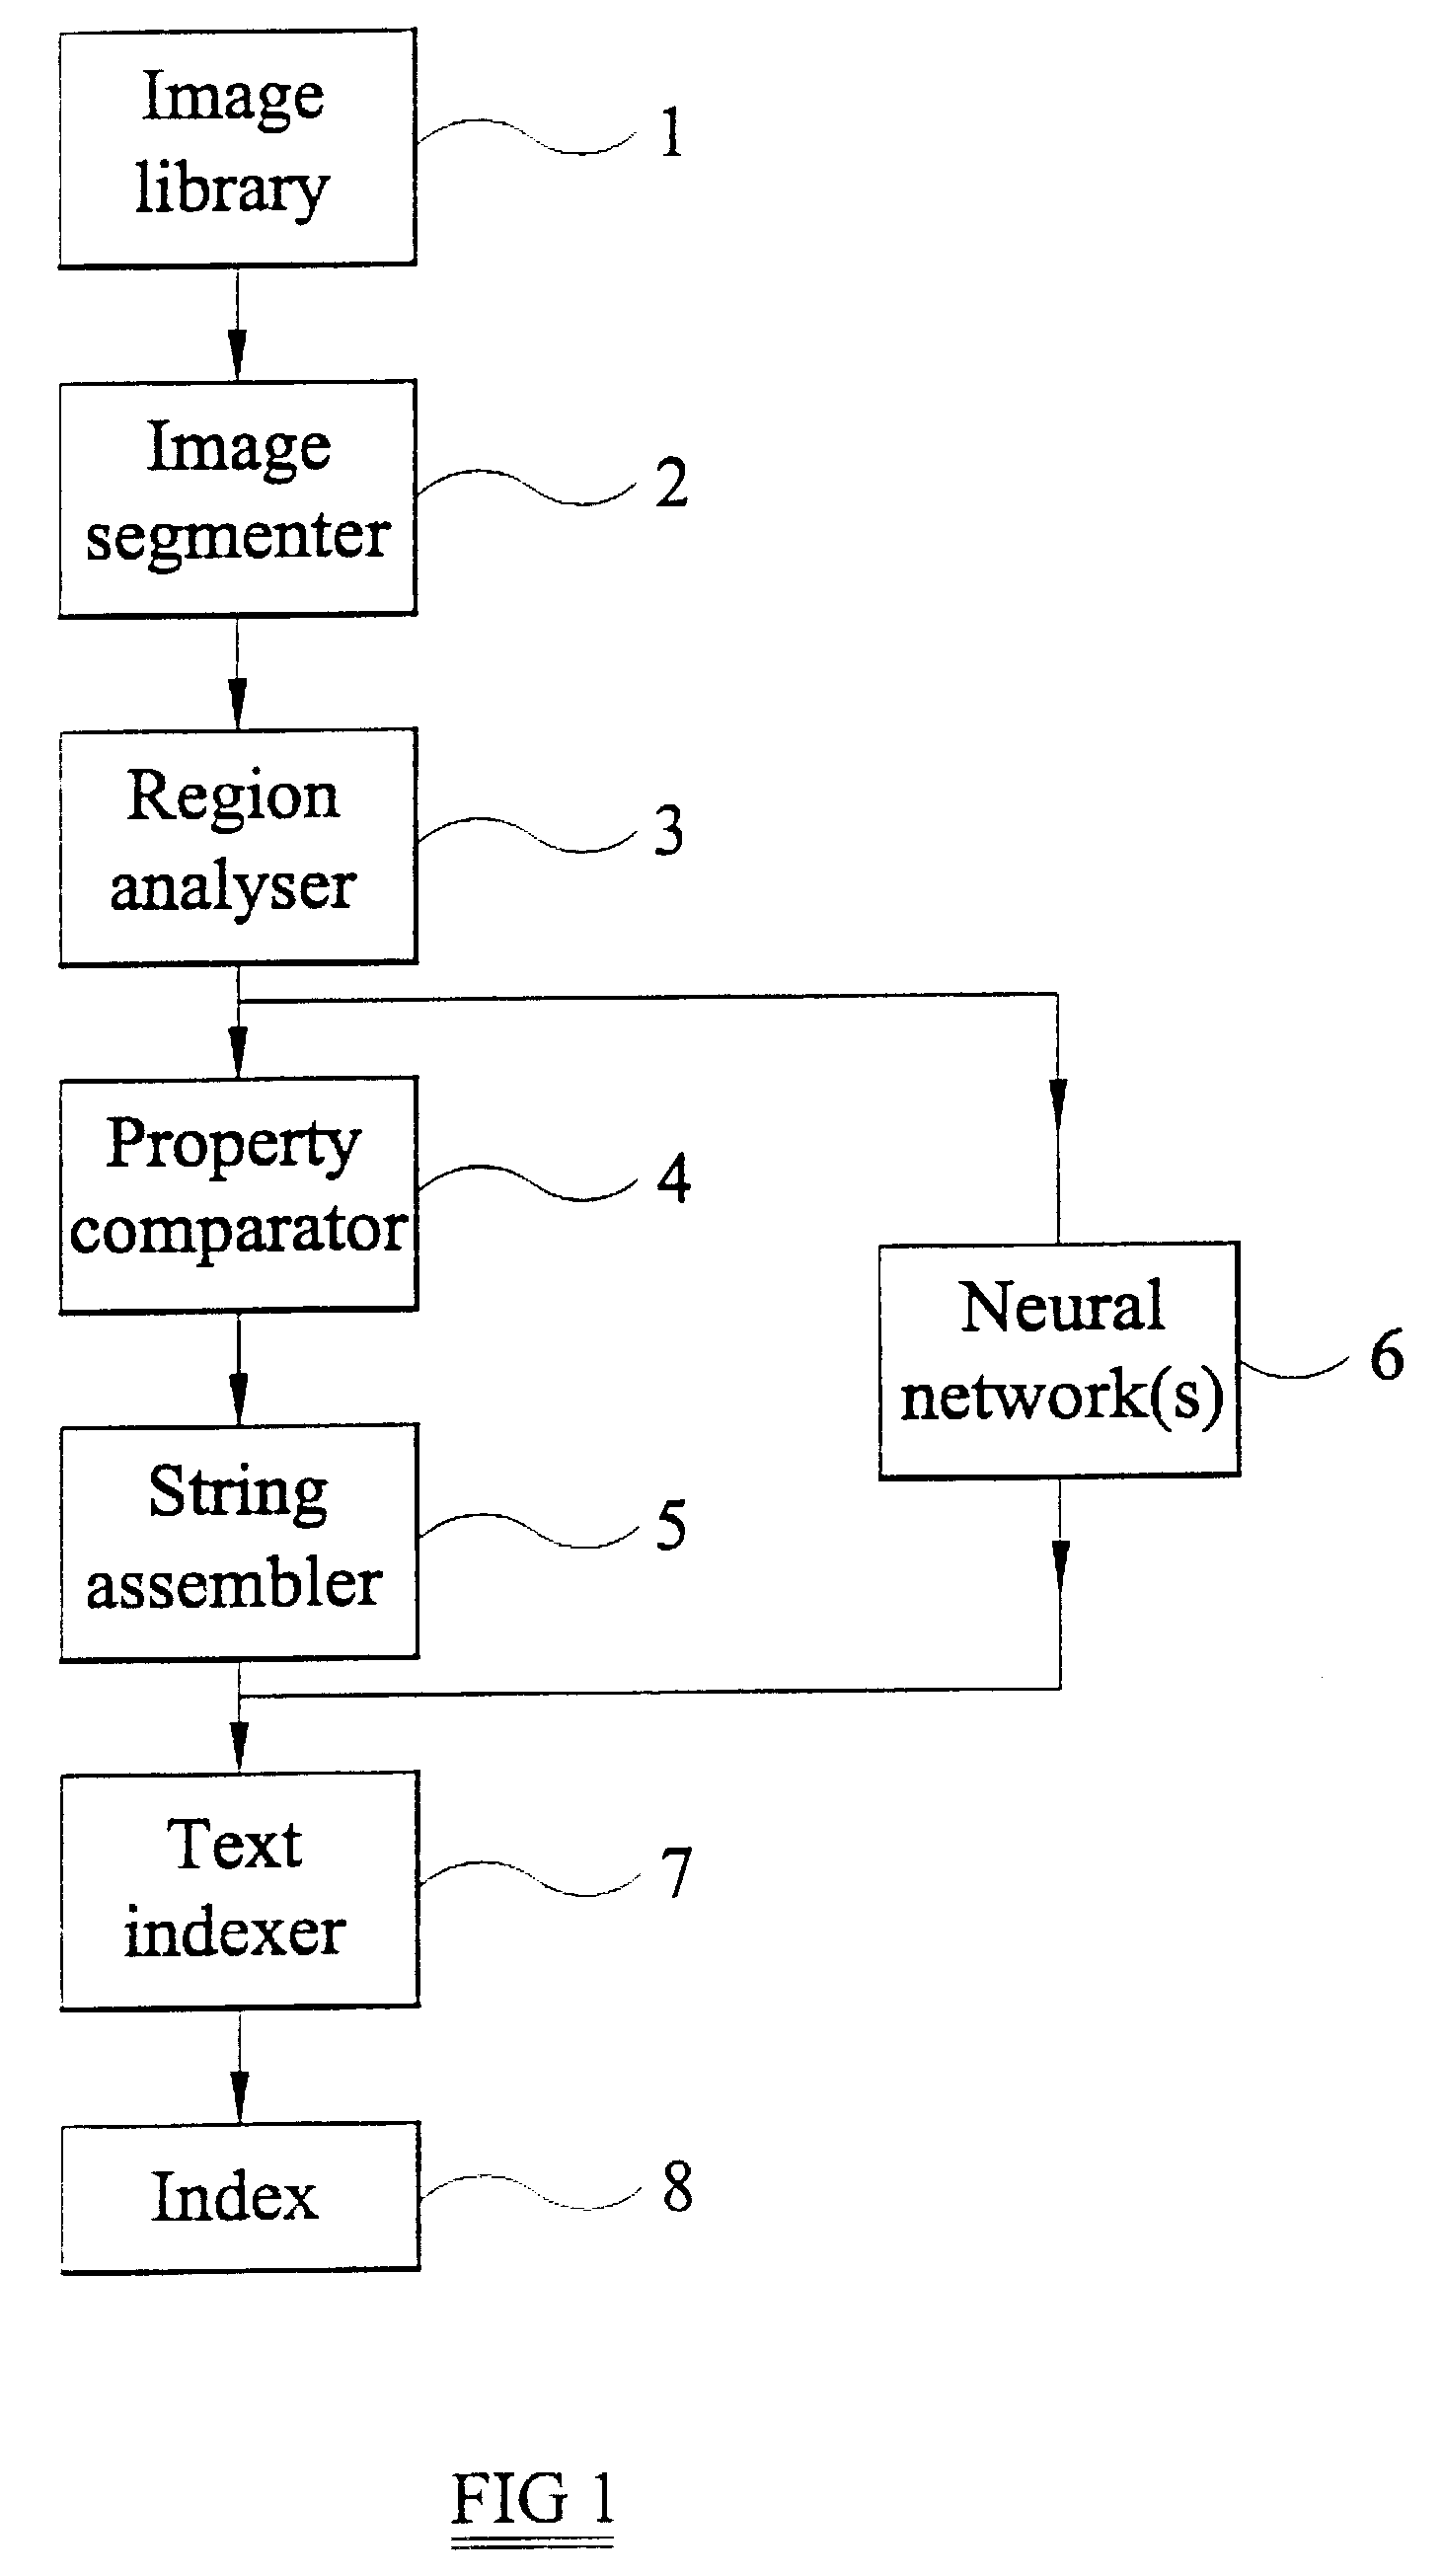 Image
library
1
Image
segmenter
2
Region
analyser
3
Property
comparator
4
Neural
network(s)
6
String
assembler
5
Text
indexer
7
Index
8
FIG 1